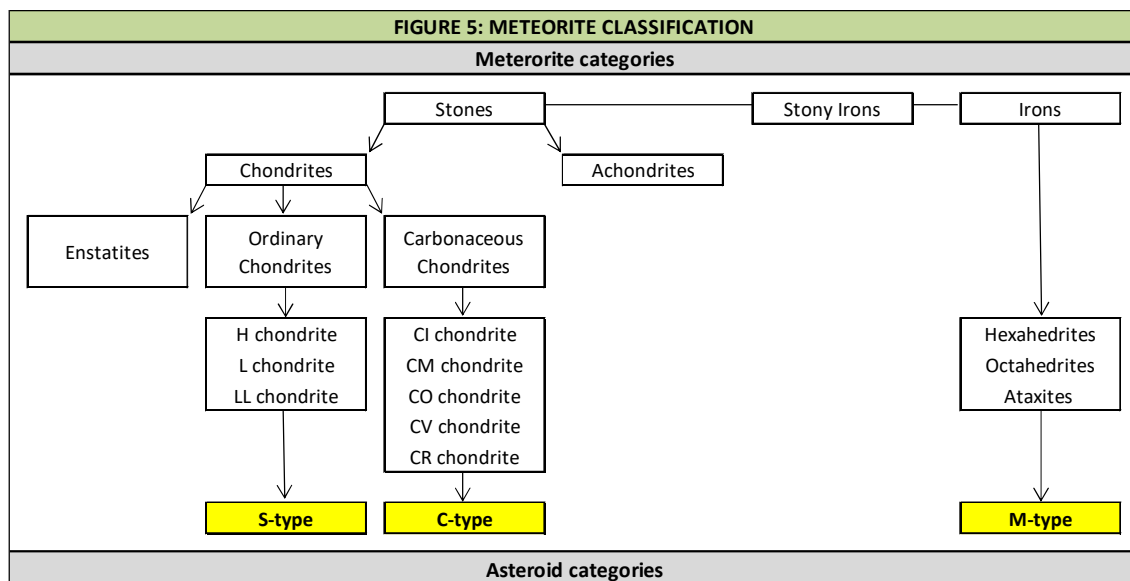 FIGURE 5: METEORITE CLASSIFICATION
Meterorite categories
Stones
Stony Irons
Irons
Chondrites
Achondrites
Enstatites
Ordinary
Chondrites
Carbonaceous
Chondrites
H chondrite
L chondrite
LL chondrite
CI chondrite
CM chondrite
CO chondrite
CV chondrite
CR chondrite
Hexahedrites
Octahedrites
Ataxites
S-type
C-type
M-type
Asteroid categories